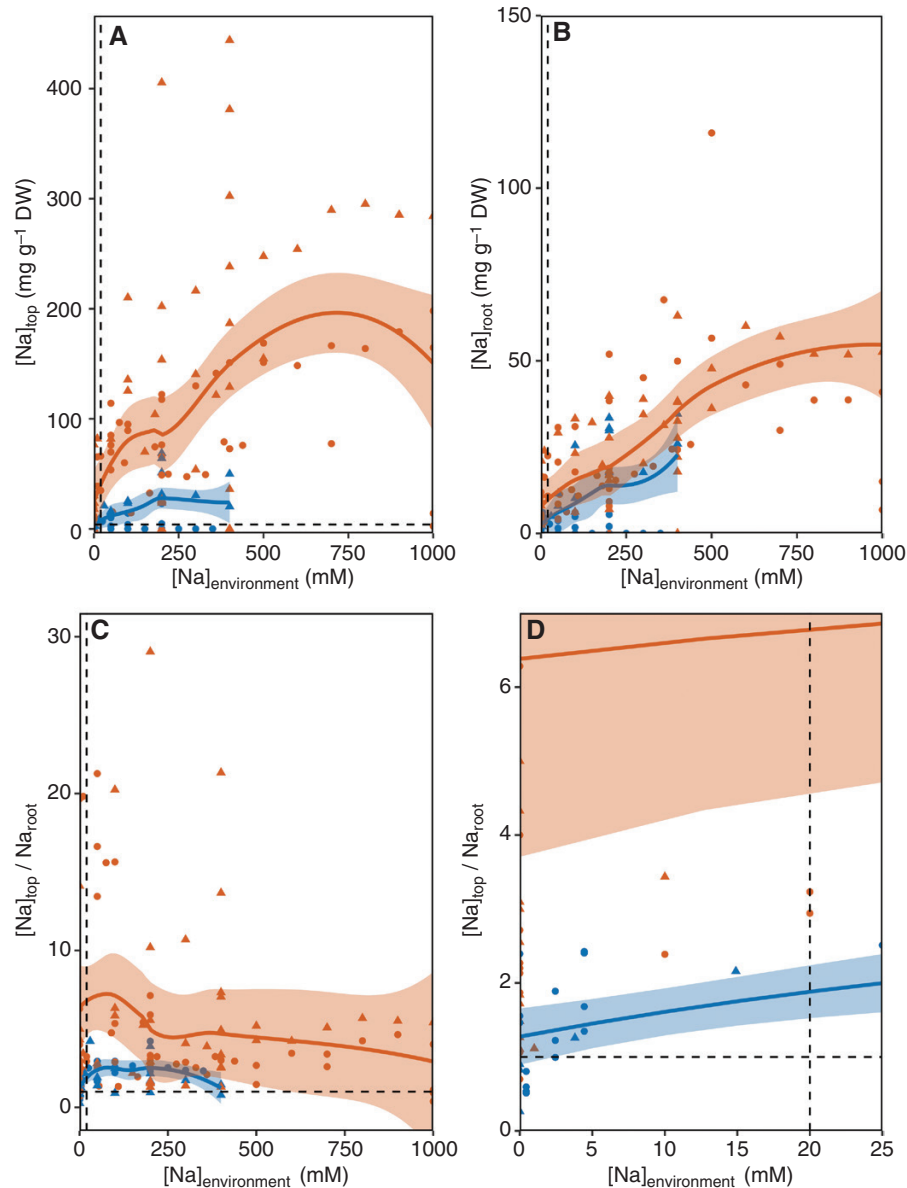 A
400
300
200
100
0
[Na]top (mg g−1 DW)
0 250 500 750 1000
[Na]environment (mM)
B
150
100
50
0
[Na]root (mg g−1 DW)
0 250 500 750 1000
[Na]environment (mM)
C
30
20
10
0
[Na]top / Naroot
0 250 500 750 1000
[Na]environment (mM)
D
6
4
2
0
[Na]top / Naroot
0 5 10 15 20 25
[Na]environment (mM)